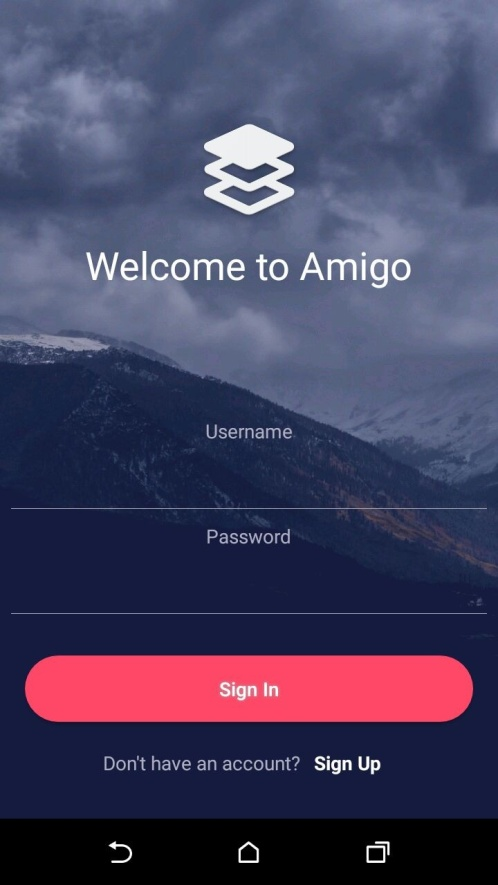 Welcome to Amigo
Username
Password
Sign In
Don't have an account? Sign Up